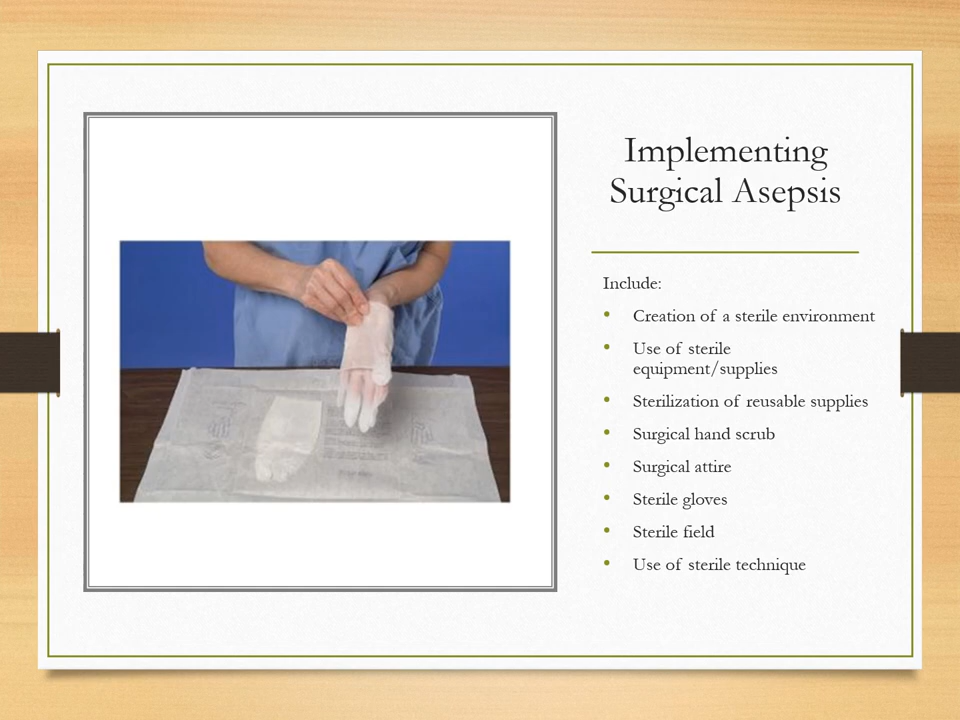 Implementing
Surgical Asepsis
Include:
• Creation of a sterile environment
• Use of sterile
equipment/supplies
• Sterilization of reusable supplies
• Surgical hand scrub
• Surgical attire
• Sterile gloves
• Sterile field
• Use of sterile technique